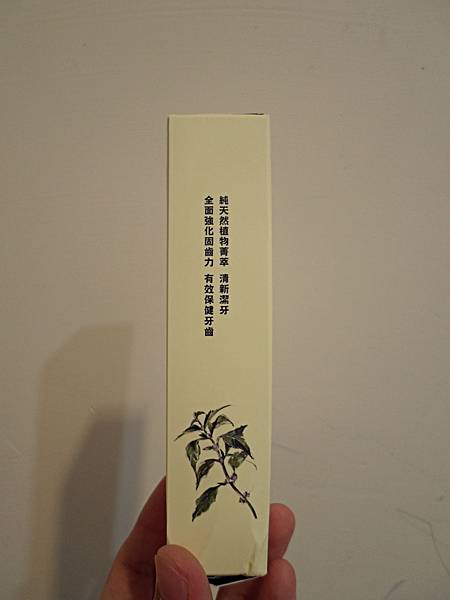 純天然植物菁萃 清新潔牙
全面強化固齒力 有效保健牙齒